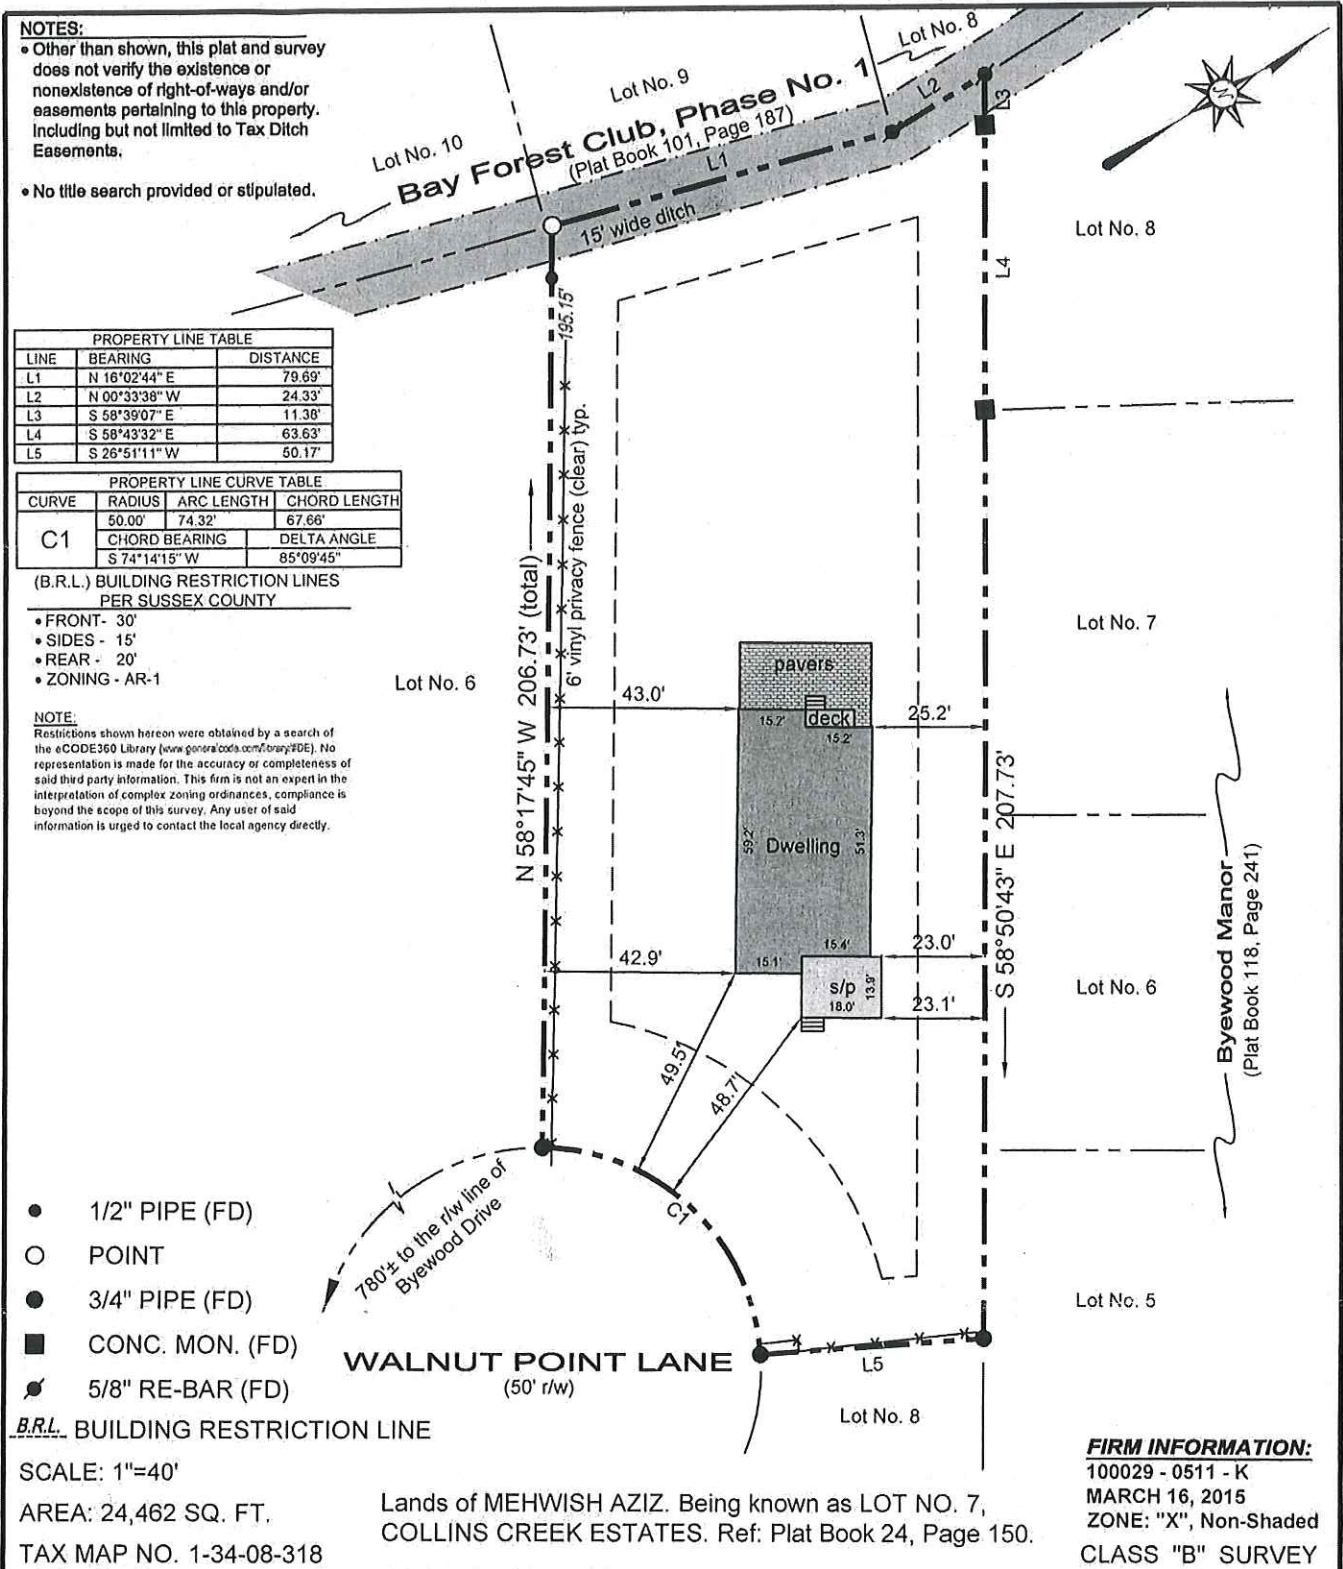 NOTES:
• Other than shown, this plat and survey
does not verify the existence or
nonexistence of right-of-ways and/or
easements pertaining to this property.
Including but not limited to Tax Ditch
Easements.
• No title search provided or stipulated.
Lot No. 10
Lot No. 9
Lot No. 8
Bay Forest Club, Phase No. 1
(Plat Book 101, Page 187)
L1
L2
L3
15' wide ditch
N
Lot No. 8
L4
195.15'
PROPERTY LINE TABLE
LINE BEARING DISTANCE
L1 N 16°02'44" E 79.69'
L2 N 00°33'38" W 24.33'
L3 S 58°39'07" E 11.38'
L4 S 58°43'32" E 63.63'
L5 S 26°51'11" W 50.17'
PROPERTY LINE CURVE TABLE
CURVE RADIUS ARC LENGTH CHORD LENGTH
C1 50.00' 74.32' 67.66'
CHORD BEARING DELTA ANGLE
S 74°14'15" W 85°09'45"
(B.R.L.) BUILDING RESTRICTION LINES
PER SUSSEX COUNTY
• FRONT- 30'
• SIDES - 15'
• REAR - 20'
• ZONING - AR-1
NOTE:
Restrictions shown hereon were obtained by a search of
the eCODE360 Library (www.generalcode.com/library/#DE). No
representation is made for the accuracy or completeness of
said third party information. This firm is not an expert in the
interpretation of complex zoning ordinances, compliance is
beyond the scope of this survey. Any user of said
information is urged to contact the local agency directly.
Lot No. 6
N 58°17'45" W 206.73' (total)
6' vinyl privacy fence (clear) typ.
43.0'
pavers
15.2'
deck
15.2'
25.2'
59.2'
Dwelling
51.3'
42.9'
15.1'
15.4'
23.0'
s/p
18.0'
13.9'
23.1'
49.5'
48.7'
S 58°50'43" E 207.73'
Lot No. 7
Lot No. 6
Byewood Manor
(Plat Book 118, Page 241)
Lot No. 5
C1
780'± to the r/w line of
Byewood Drive
WALNUT POINT LANE
(50' r/w)
L5
Lot No. 8
1/2" PIPE (FD)
POINT
3/4" PIPE (FD)
CONC. MON. (FD)
5/8" RE-BAR (FD)
B.R.L. BUILDING RESTRICTION LINE
SCALE: 1"=40'
AREA: 24,462 SQ. FT.
TAX MAP NO. 1-34-08-318
Lands of MEHWISH AZIZ. Being known as LOT NO. 7,
COLLINS CREEK ESTATES. Ref: Plat Book 24, Page 150.
FIRM INFORMATION:
100029 - 0511 - K
MARCH 16, 2015
ZONE: "X", Non-Shaded
CLASS "B" SURVEY